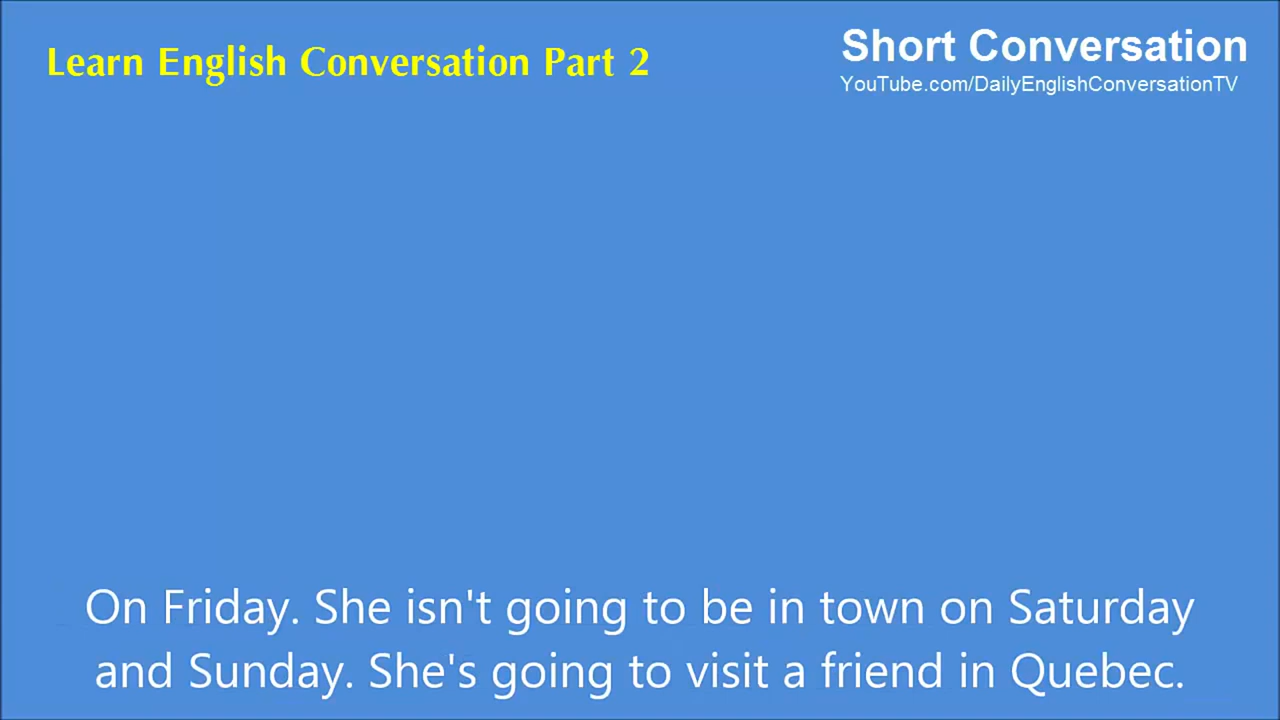 Learn English Conversation Part 2
Short Conversation
YouTube.com/DailyEnglishConversationTV
On Friday. She isn't going to be in town on Saturday
and Sunday. She's going to visit a friend in Quebec.